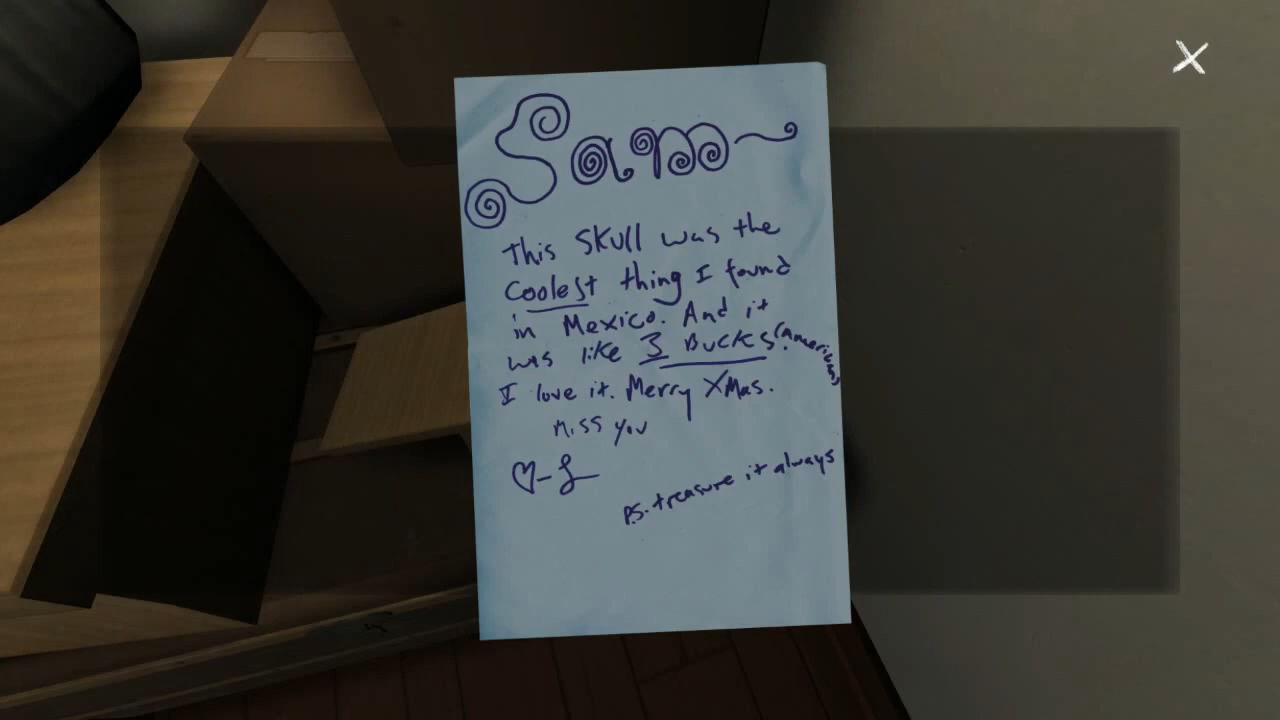 Sam~
This SKull was the
Coolest thing I found
in Mexico. And it
was like 3 Bucks (American)
I love it. Merry XMas.
Miss you
♡-L
P.S. treasure it always